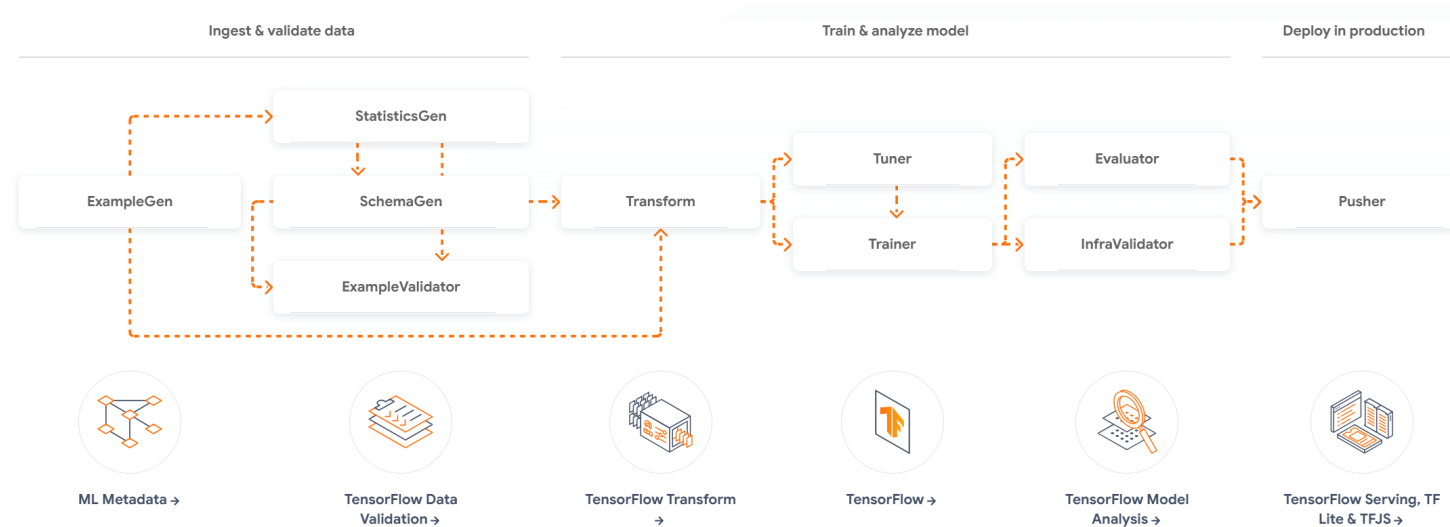 Ingest & validate data
Train & analyze model
Deploy in production
StatisticsGen
Tuner
Evaluator
ExampleGen
SchemaGen
Transform
Pusher
Trainer
InfraValidator
ExampleValidator
ML Metadata →
TensorFlow Data
Validation →
TensorFlow Transform
→
TensorFlow →
TensorFlow Model
Analysis →
TensorFlow Serving, TF
Lite & TFJS →